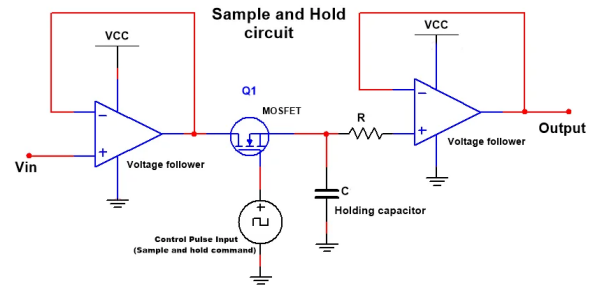 Sample and Hold
circuit
VCC
VCC
Q1
MOSFET
R
Vin
Voltage follower
Voltage follower
Output
C
Holding capacitor
Control Pulse Input
(Sample and hold command)